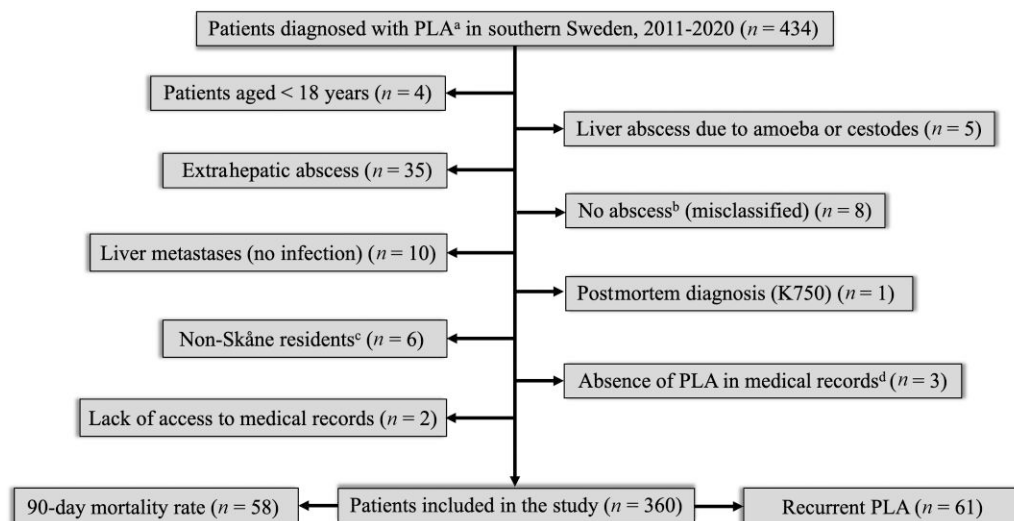 Patients diagnosed with PLAᵃ in southern Sweden, 2011-2020 (n = 434)
Patients aged < 18 years (n = 4)
Liver abscess due to amoeba or cestodes (n = 5)
Extrahepatic abscess (n = 35)
No abscessᵇ (misclassified) (n = 8)
Liver metastases (no infection) (n = 10)
Postmortem diagnosis (K750) (n = 1)
Non-Skåne residentsᶜ (n = 6)
Absence of PLA in medical recordsᵈ (n = 3)
Lack of access to medical records (n = 2)
90-day mortality rate (n = 58)
Patients included in the study (n = 360)
Recurrent PLA (n = 61)